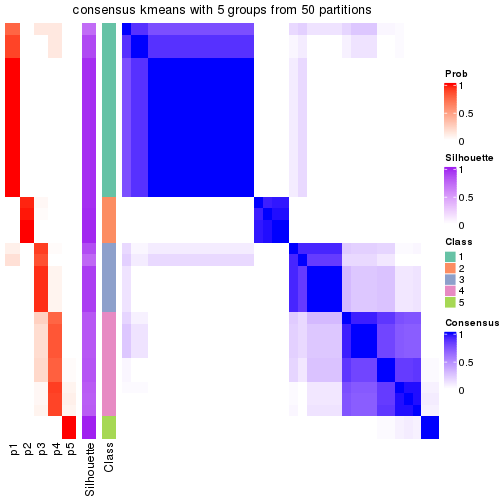 consensus kmeans with 5 groups from 50 partitions
Prob
1
0.5
0
Silhouette
1
0.5
0
Class
1
2
3
4
5
Consensus
1
0.5
0
p1
p2
p3
p4
p5
Silhouette
Class